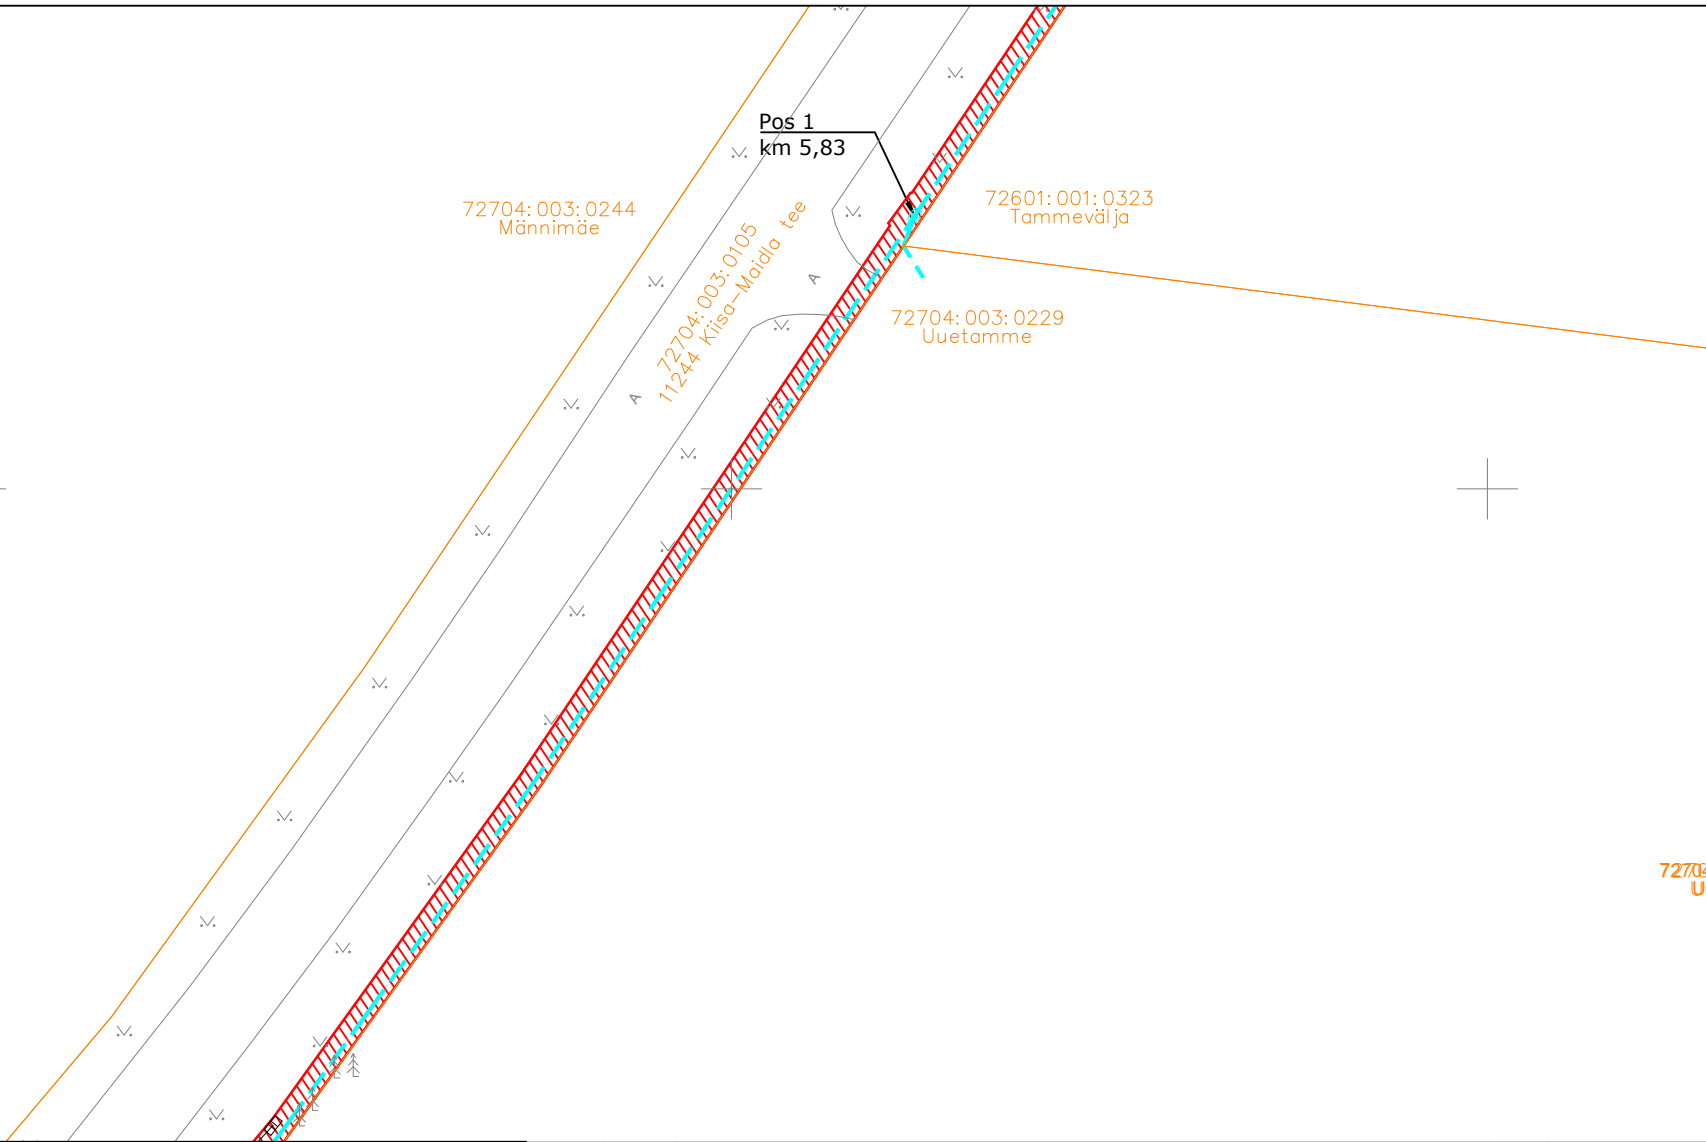 Pos 1
km 5,83
72704:003:0244
Männimäe
72601:001:0323
Tammevälja
72704:003:0105
11244 Kiisa-Maidla tee
A
72704:003:0229
Uuetamme
A